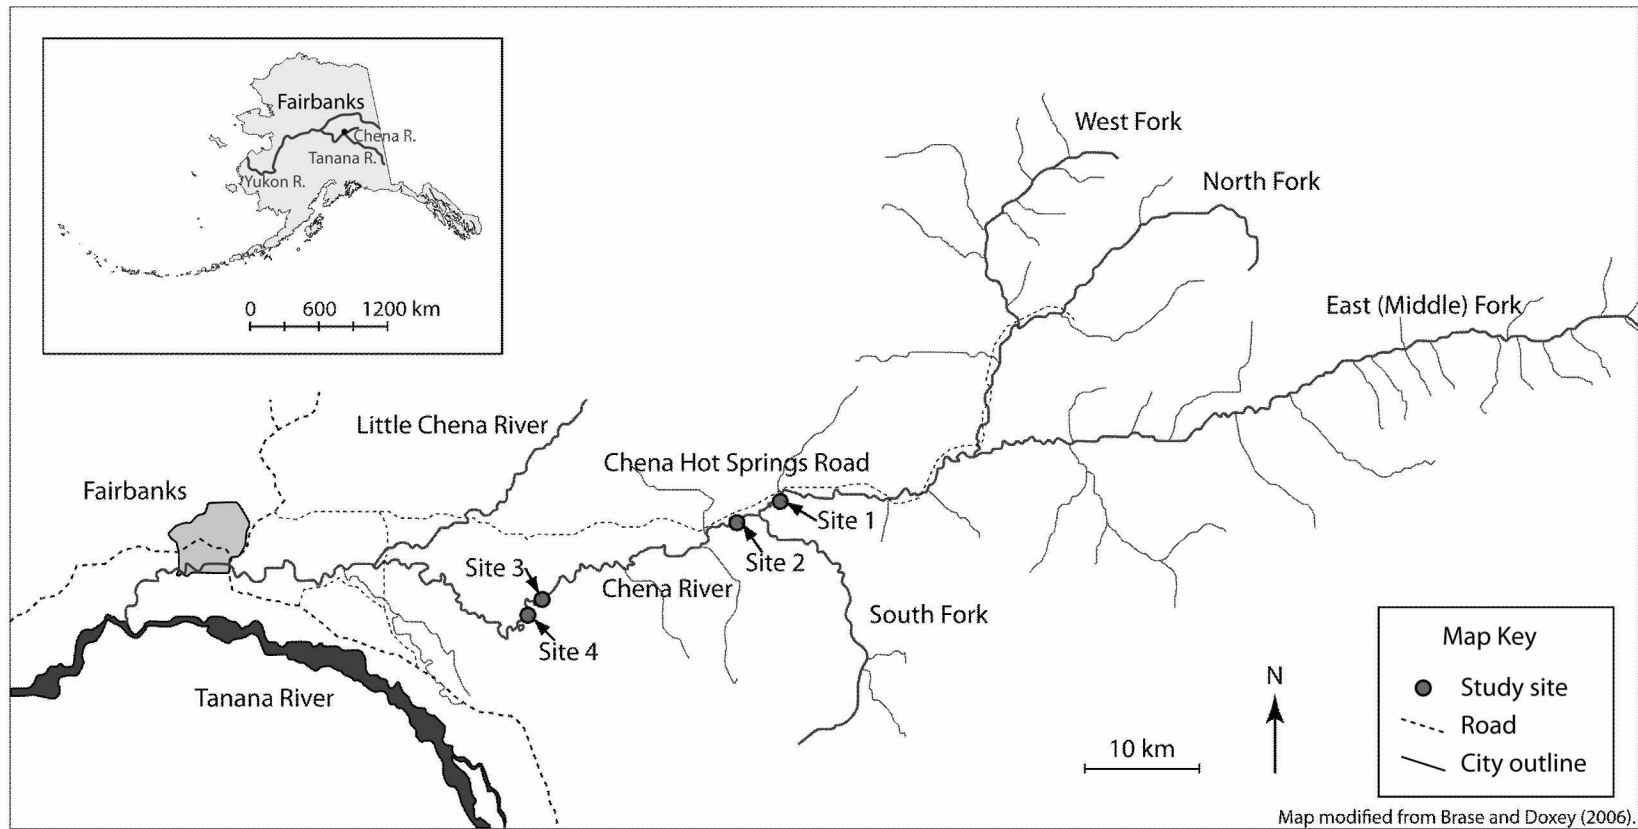 Fairbanks
Chena R.
Tanana R.
Yukon R.
0 600 1200 km
West Fork
North Fork
East (Middle) Fork
Little Chena River
Chena Hot Springs Road
Fairbanks
Site 1
Site 2
Site 3
Chena River
Site 4
South Fork
Tanana River
N
10 km
Map Key
Study site
Road
City outline
Map modified from Brase and Doxey (2006).